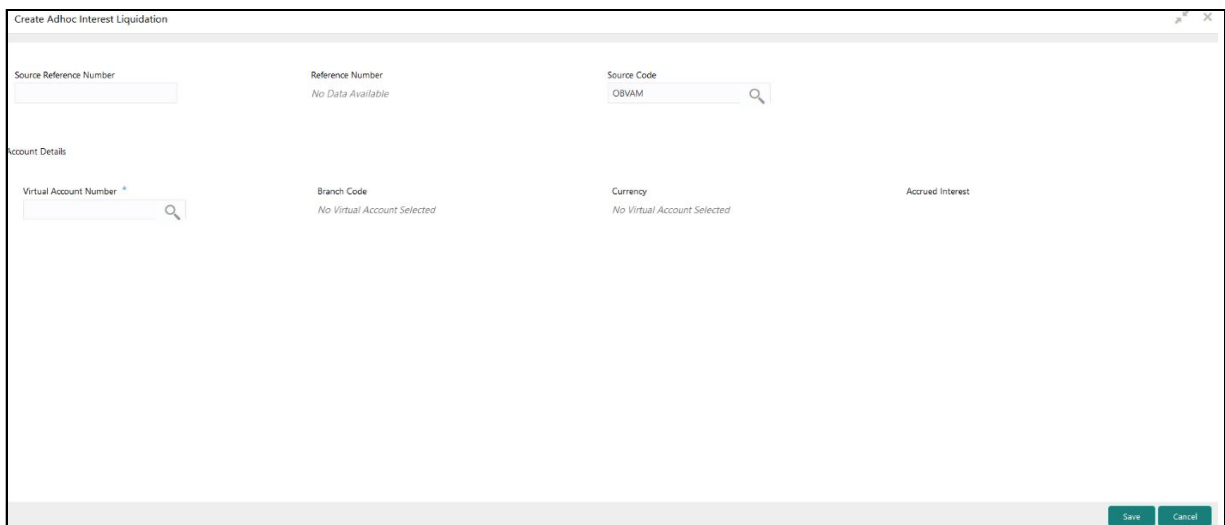 Create Adhoc Interest Liquidation
Source Reference Number
Reference Number
Source Code
No Data Available
OBVAM
Account Details
Virtual Account Number *
Branch Code
Currency
Accrued Interest
No Virtual Account Selected
No Virtual Account Selected
Save
Cancel